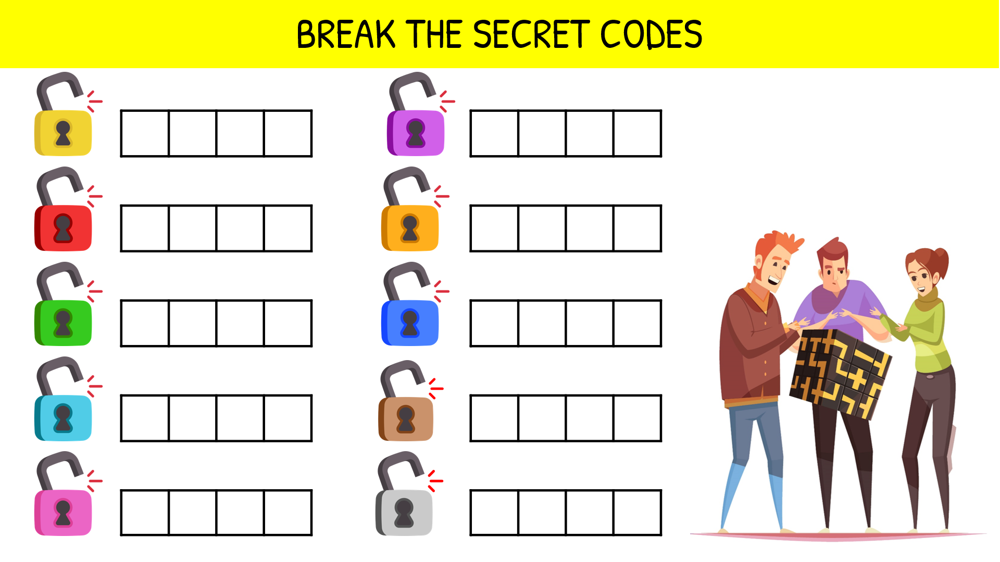 BREAK THE SECRET CODES